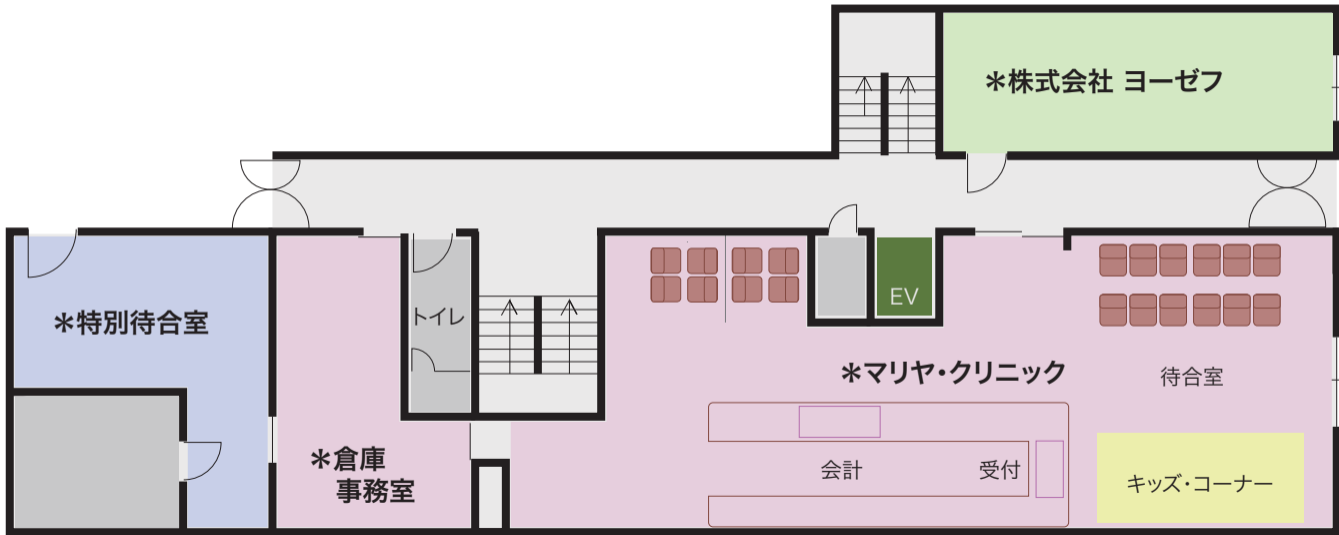 ＊株式会社 ヨーゼフ
EV
トイレ
＊特別待合室
＊マリヤ・クリニック
待合室
＊倉庫
事務室
会計
受付
キッズ・コーナー